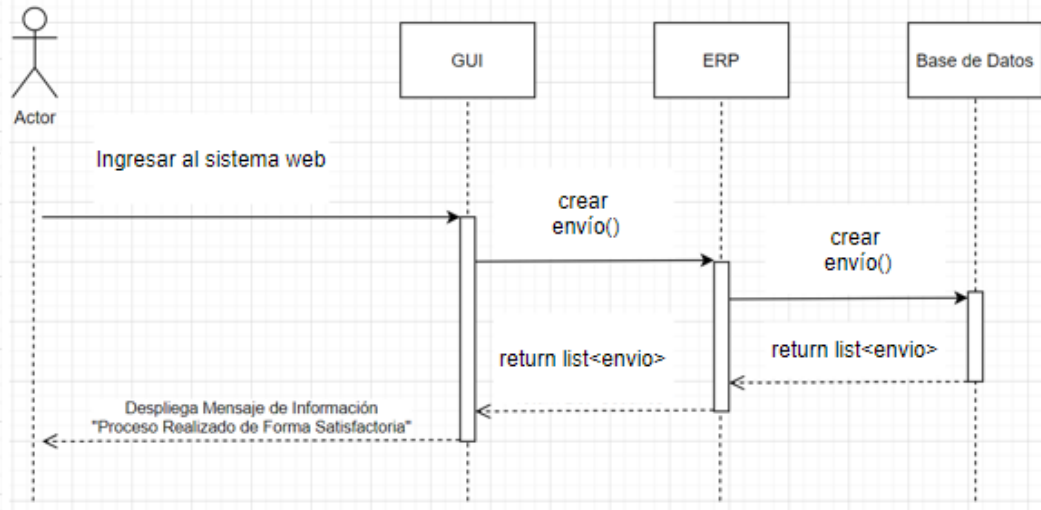 GUI
ERP
Base de Datos
Actor
Ingresar al sistema web
crear
envío()
crear
envío()
return list<envio>
return list<envio>
Despliega Mensaje de Información
"Proceso Realizado de Forma Satisfactoria"